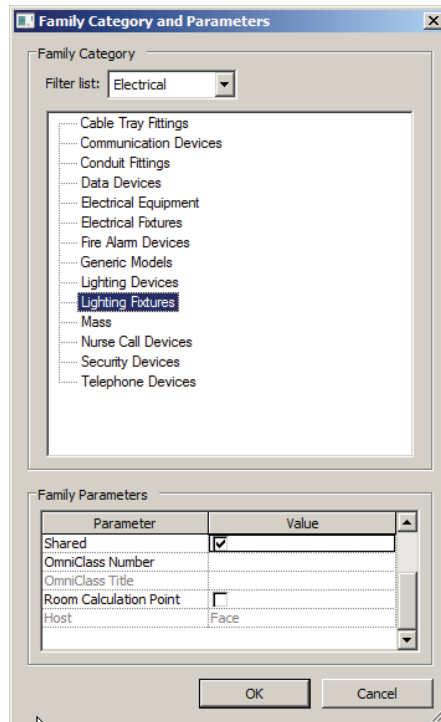 Family Category and Parameters
Family Category
Filter list: Electrical
Cable Tray Fittings
Communication Devices
Conduit Fittings
Data Devices
Electrical Equipment
Electrical Fixtures
Fire Alarm Devices
Generic Models
Lighting Devices
Lighting Fixtures
Mass
Nurse Call Devices
Security Devices
Telephone Devices
Family Parameters
Parameter Value
Shared
OmniClass Number
OmniClass Title
Room Calculation Point
Host Face
OK Cancel